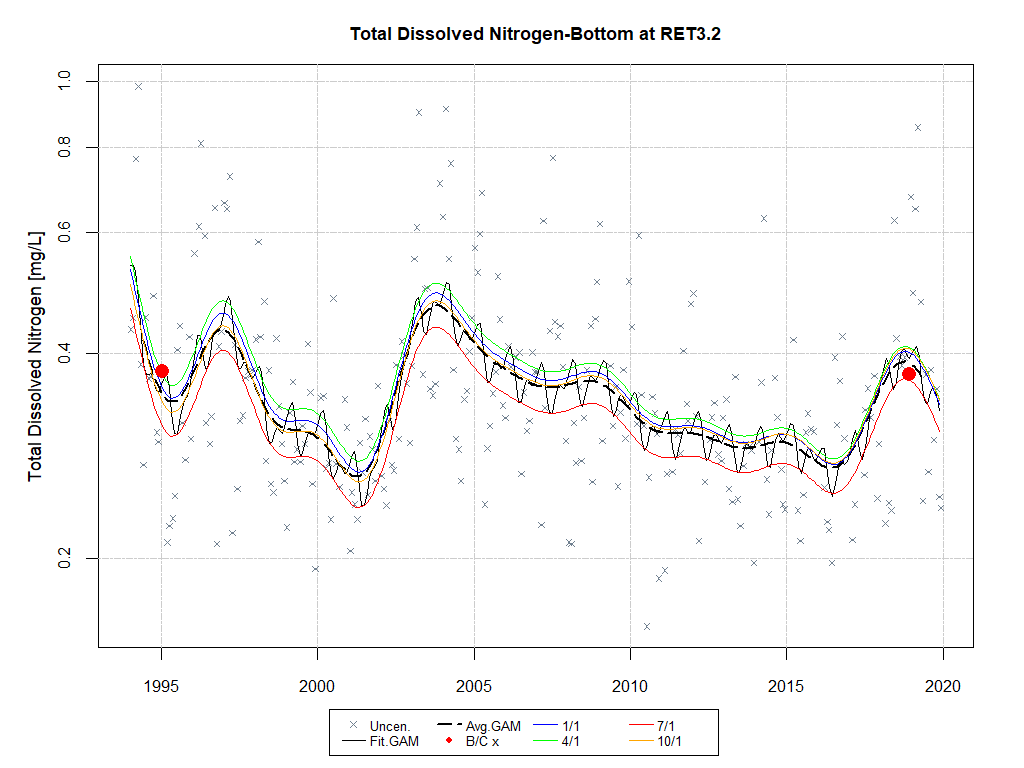 Total Dissolved Nitrogen-Bottom at RET3.2
Total Dissolved Nitrogen [mg/L]
1.0
0.8
0.6
0.4
0.2
1995 2000 2005 2010 2015 2020
Uncen. Avg.GAM 1/1 7/1
Fit.GAM B/C x 4/1 10/1